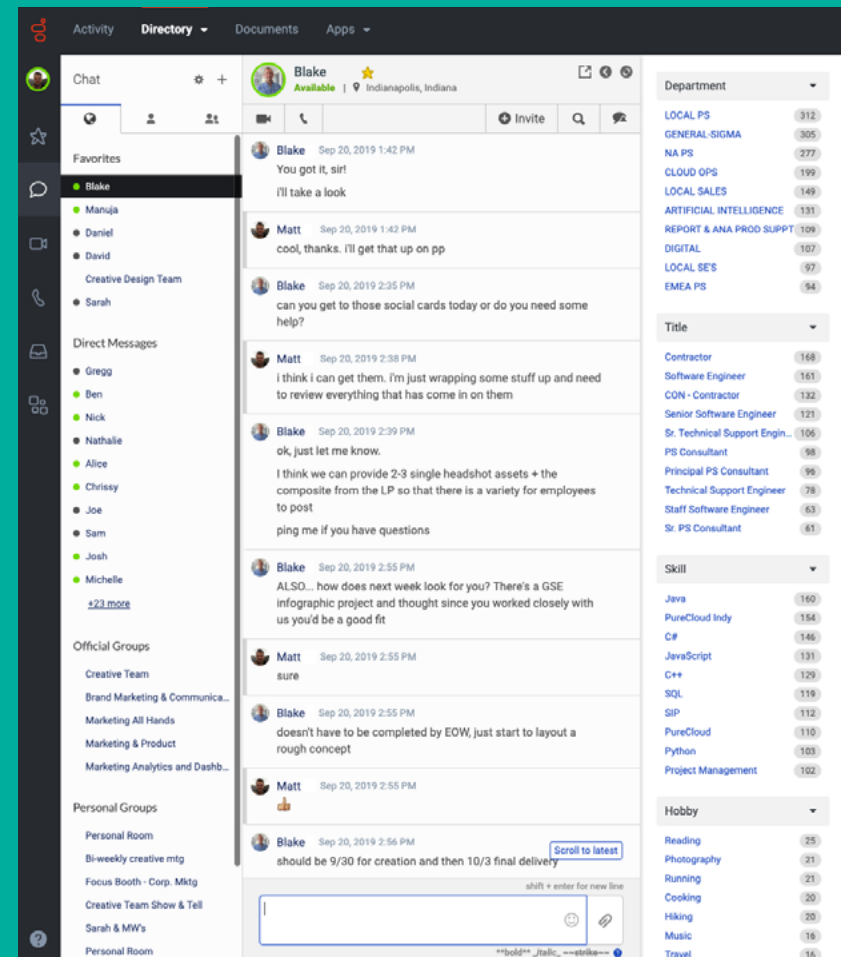 Activity Directory Documents Apps
Chat
Favorites
Blake
Manuja
Daniel
David
Creative Design Team
Sarah
Direct Messages
Gregg
Ben
Nick
Nathalie
Alice
Chrissy
Joe
Sam
Josh
Michelle
+23 more
Official Groups
Creative Team
Brand Marketing & Communica...
Marketing All Hands
Marketing & Product
Marketing Analytics and Dashb...
Personal Groups
Personal Room
Bi-weekly creative mtg
Focus Booth - Corp. Mktg
Creative Team Show & Tell
Sarah & MW's
Personal Room
Blake
Available | Indianapolis, Indiana
Invite
Blake Sep 20, 2019 1:42 PM
You got it, sir!
i'll take a look
Matt Sep 20, 2019 1:42 PM
cool, thanks. i'll get that up on pp
Blake Sep 20, 2019 2:35 PM
can you get to those social cards today or do you need some
help?
Matt Sep 20, 2019 2:38 PM
i think i can get them. i'm just wrapping some stuff up and need
to review everything that has come in on them
Blake Sep 20, 2019 2:39 PM
ok, just let me know.
I think we can provide 2-3 single headshot assets + the
composite from the LP so that there is a variety for employees
to post
ping me if you have questions
Blake Sep 20, 2019 2:55 PM
ALSO... how does next week look for you? There's a GSE
infographic project and thought since you worked closely with
us you'd be a good fit
Matt Sep 20, 2019 2:55 PM
sure
Blake Sep 20, 2019 2:55 PM
doesn't have to be completed by EOW, just start to layout a
rough concept
Matt Sep 20, 2019 2:55 PM
Blake Sep 20, 2019 2:56 PM
should be 9/30 for creation and then 10/3 final delivery
Scroll to latest
shift + enter for new line
**bold** _italic_ ~~strike~~ ?
Department
LOCAL PS 312
GENERAL-SIGMA 305
NA PS 277
CLOUD OPS 199
LOCAL SALES 149
ARTIFICIAL INTELLIGENCE 131
REPORT & ANA PROD SUPPT 109
DIGITAL 107
LOCAL SE'S 97
EMEA PS 94
Title
Contractor 168
Software Engineer 161
CON - Contractor 132
Senior Software Engineer 121
Sr. Technical Support Engin... 106
PS Consultant 98
Principal PS Consultant 96
Technical Support Engineer 78
Staff Software Engineer 63
Sr. PS Consultant 61
Skill
Java 160
PureCloud Indy 154
C# 146
JavaScript 131
C++ 129
SQL 119
SIP 112
PureCloud 110
Python 103
Project Management 102
Hobby
Reading 25
Photography 21
Running 21
Cooking 20
Hiking 20
Music 16
Travel 16